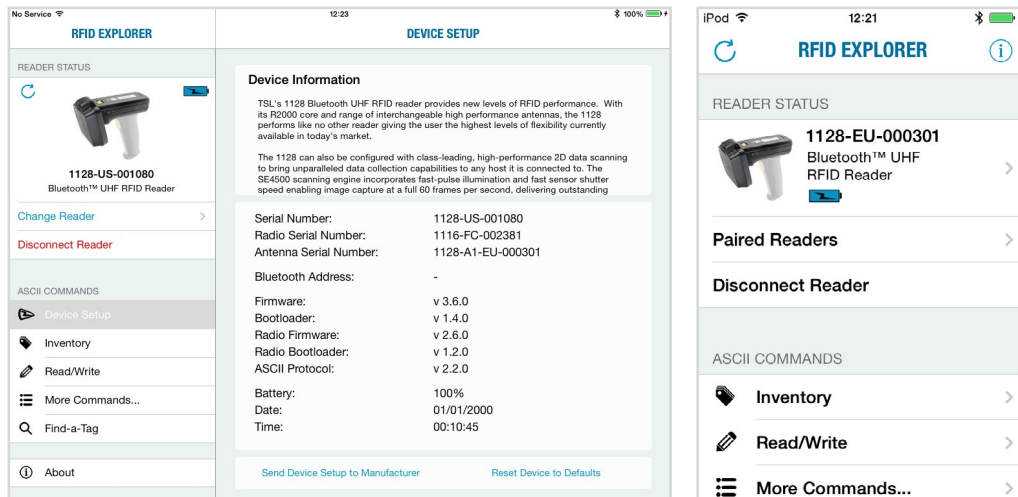 No Service
12:23
100%
RFID EXPLORER
DEVICE SETUP
READER STATUS
1128-US-001080
Bluetooth™ UHF RFID Reader
Change Reader
Disconnect Reader
ASCII COMMANDS
Device Setup
Inventory
Read/Write
More Commands...
Find-a-Tag
About
Device Information
TSL's 1128 Bluetooth UHF RFID reader provides new levels of RFID performance. With
its R2000 core and range of interchangeable high performance antennas, the 1128
performs like no other reader giving the user the highest levels of flexibility currently
available in today's market.
The 1128 can also be configured with class-leading, high-performance 2D data scanning
to bring unparalleled data collection capabilities to any host it is connected to. The
SE4500 scanning engine incorporates fast-pulse illumination and fast sensor shutter
speed enabling image capture at a full 60 frames per second, delivering outstanding
Serial Number: 1128-US-001080
Radio Serial Number: 1116-FC-002381
Antenna Serial Number: 1128-A1-EU-000301
Bluetooth Address: -
Firmware: v 3.6.0
Bootloader: v 1.4.0
Radio Firmware: v 2.6.0
Radio Bootloader: v 1.2.0
ASCII Protocol: v 2.2.0
Battery: 100%
Date: 01/01/2000
Time: 00:10:45
Send Device Setup to Manufacturer
Reset Device to Defaults
iPod
12:21
RFID EXPLORER
READER STATUS
1128-EU-000301
Bluetooth™ UHF
RFID Reader
Paired Readers
Disconnect Reader
ASCII COMMANDS
Inventory
Read/Write
More Commands...